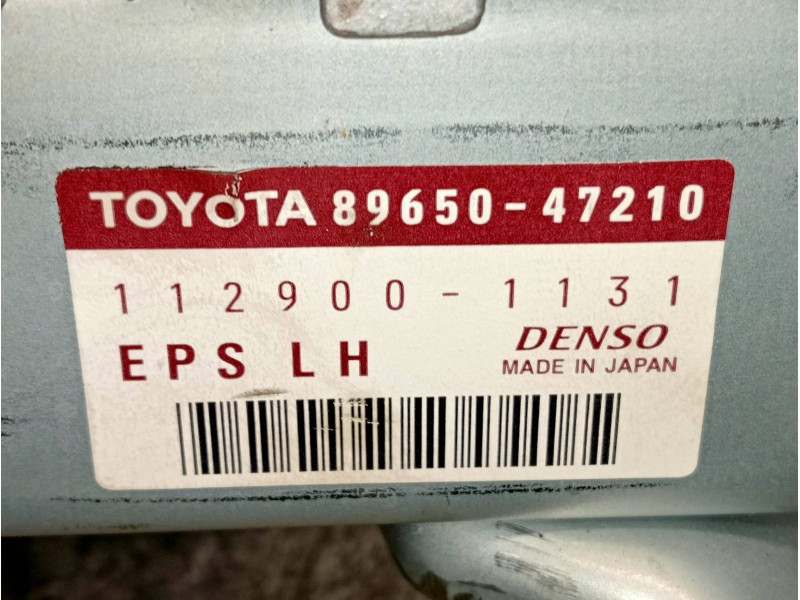 TOYOTA 89650-47210
112900-1131
EPS LH
DENSO
MADE IN JAPAN